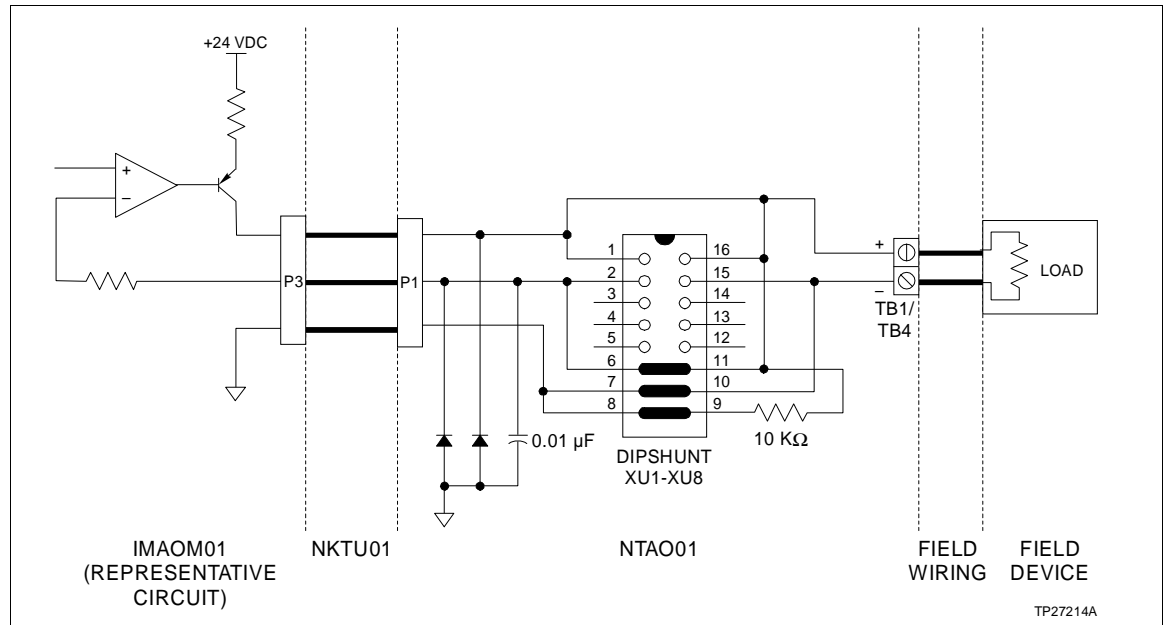 +24 VDC
+
–
P3
P1
1
2
3
4
5
6
7
8
16
15
14
13
12
11
10
9
0.01 µF
10 KΩ
DIPSHUNT
XU1-XU8
+
–
TB1/
TB4
LOAD
IMAOM01
(REPRESENTATIVE
CIRCUIT)
NKTU01
NTAO01
FIELD
WIRING
FIELD
DEVICE
TP27214A